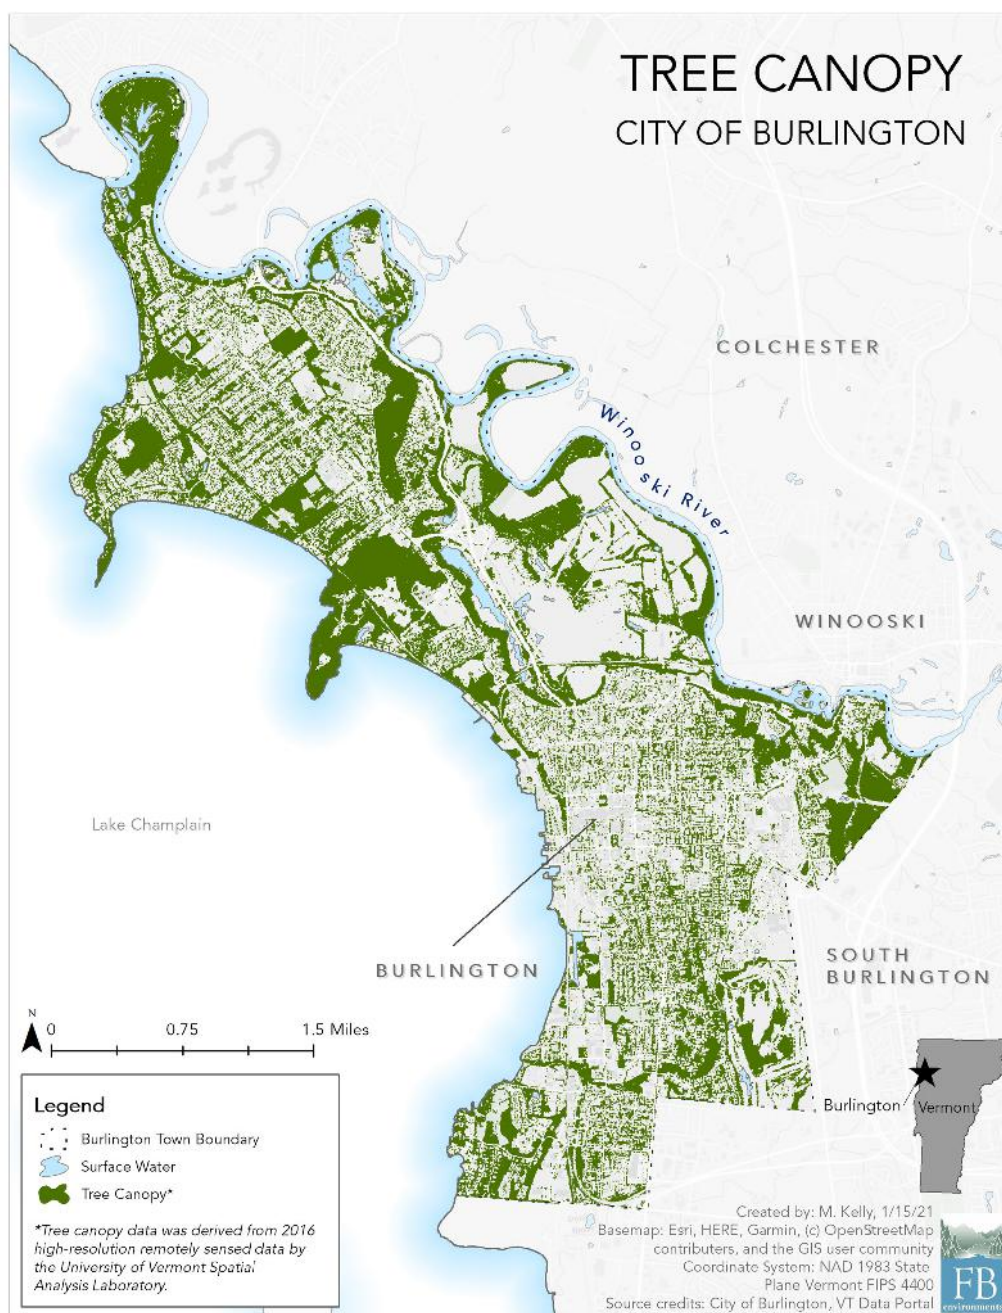 TREE CANOPY
CITY OF BURLINGTON
COLCHESTER
Winooski River
WINOOSKI
Lake Champlain
BURLINGTON
SOUTH
BURLINGTON
N
0 0.75 1.5 Miles
Burlington
Vermont
Legend
Burlington Town Boundary
Surface Water
Tree Canopy*
*Tree canopy data was derived from 2016
high-resolution remotely sensed data by
the University of Vermont Spatial
Analysis Laboratory.
Created by: M. Kelly, 1/15/21
Basemap: Esri, HERE, Garmin, (c) OpenStreetMap
contributers, and the GIS user community
Coordinate System: NAD 1983 State
Plane Vermont FIPS 4400
Source credits: City of Burlington, VT Data Portal
FB
environmental